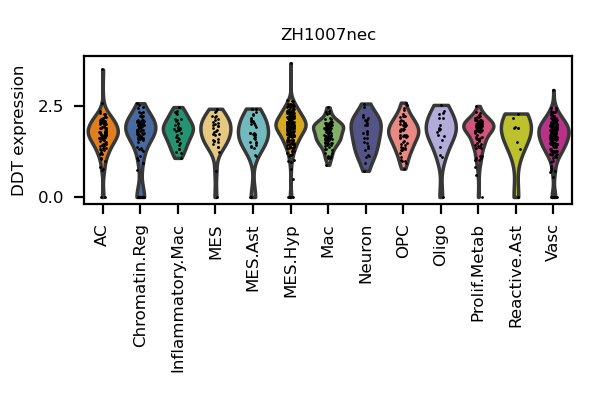 ZH1007nec
DDT expression
2.5
0.0
AC
Chromatin.Reg
Inflammatory.Mac
MES
MES.Ast
MES.Hyp
Mac
Neuron
OPC
Oligo
Prolif.Metab
Reactive.Ast
Vasc